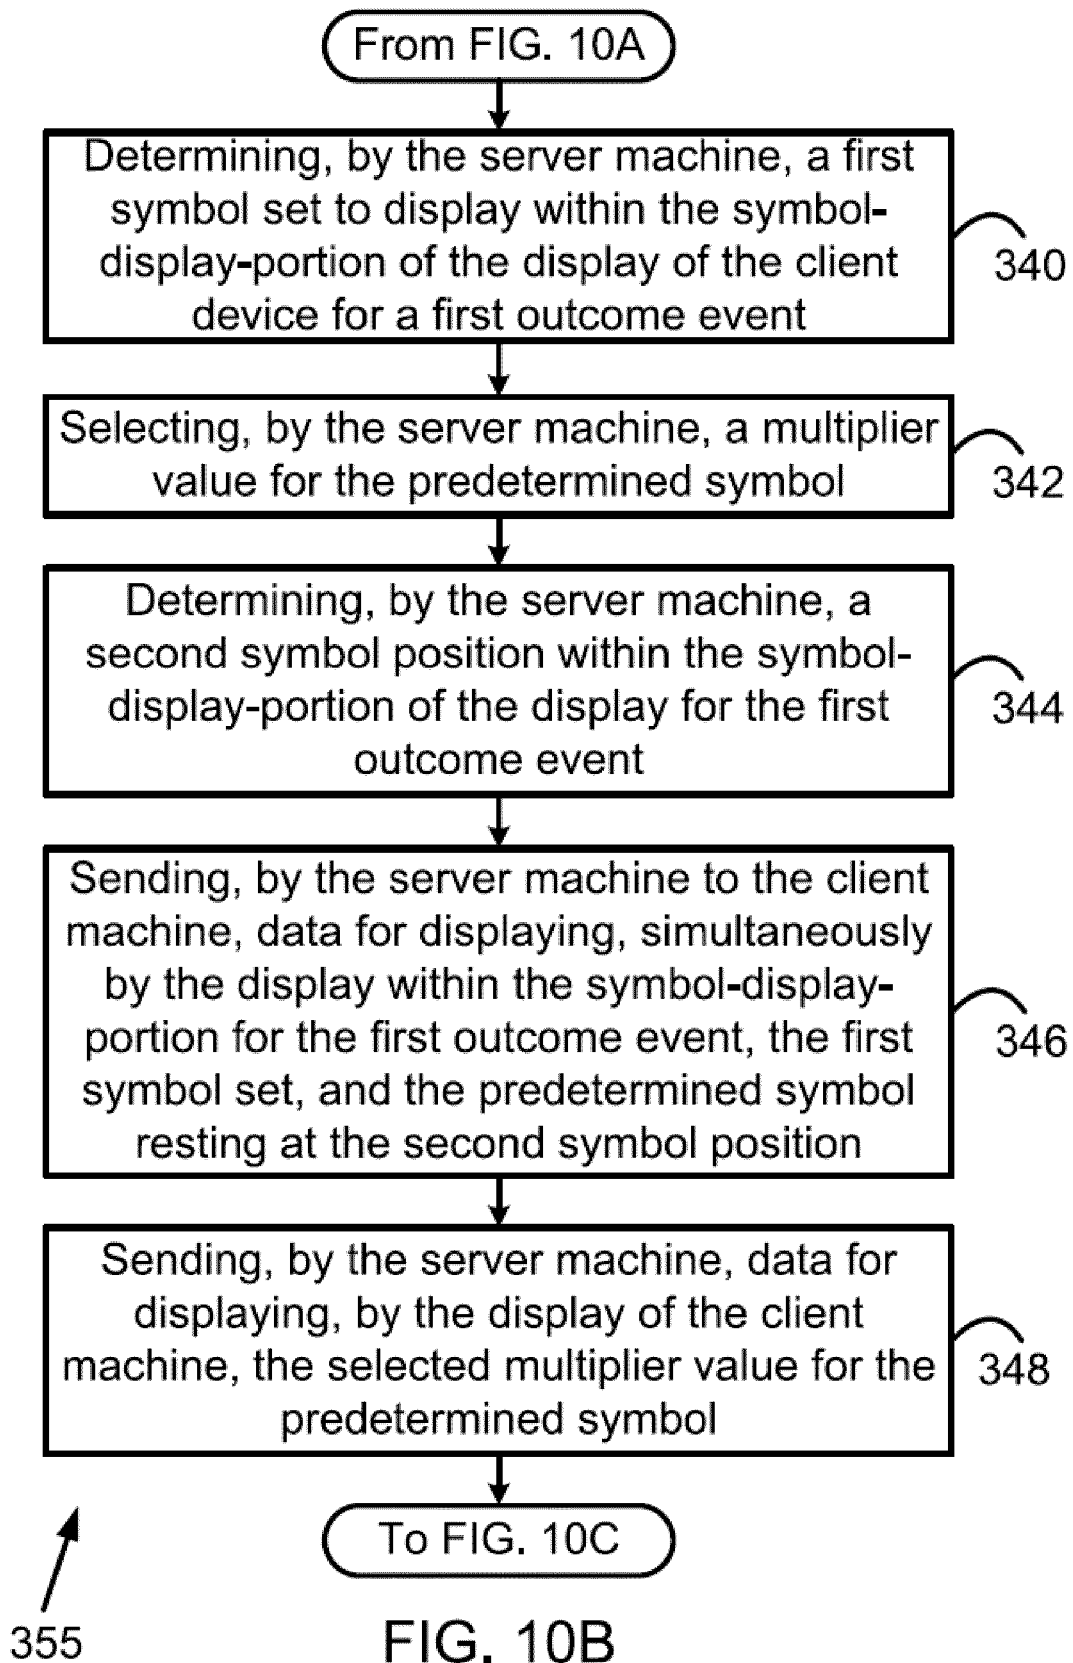 From FIG. 10A
Determining, by the server machine, a first
symbol set to display within the symbol-
display-portion of the display of the client
device for a first outcome event
340
Selecting, by the server machine, a multiplier
value for the predetermined symbol
342
Determining, by the server machine, a
second symbol position within the symbol-
display-portion of the display for the first
outcome event
344
Sending, by the server machine to the client
machine, data for displaying, simultaneously
by the display within the symbol-display-
portion for the first outcome event, the first
symbol set, and the predetermined symbol
resting at the second symbol position
346
Sending, by the server machine, data for
displaying, by the display of the client
machine, the selected multiplier value for the
predetermined symbol
348
To FIG. 10C
355
FIG. 10B